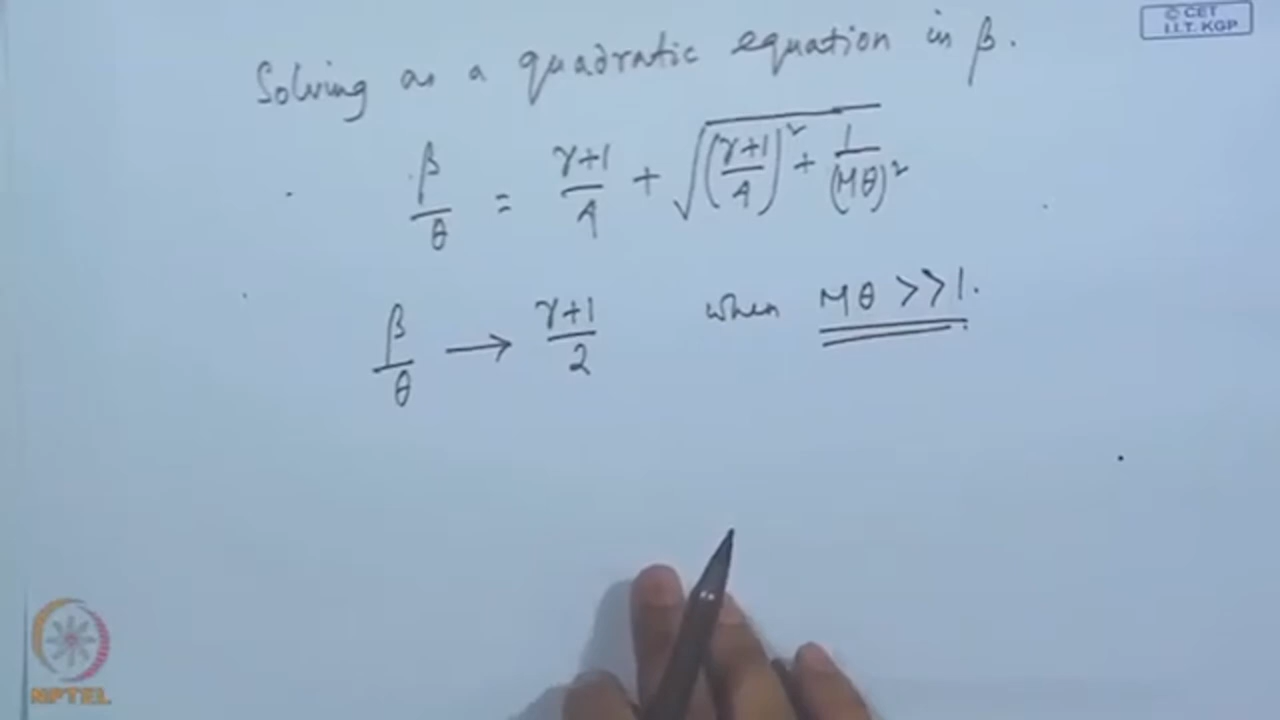 © CET
I.I.T. KGP
Solving as a quadratic equation in β.
β/θ = (γ+1)/4 + √(((γ+1)/4)² + 1/(Mθ)²)
β/θ → (γ+1)/2 when Mθ >> 1.
NPTEL